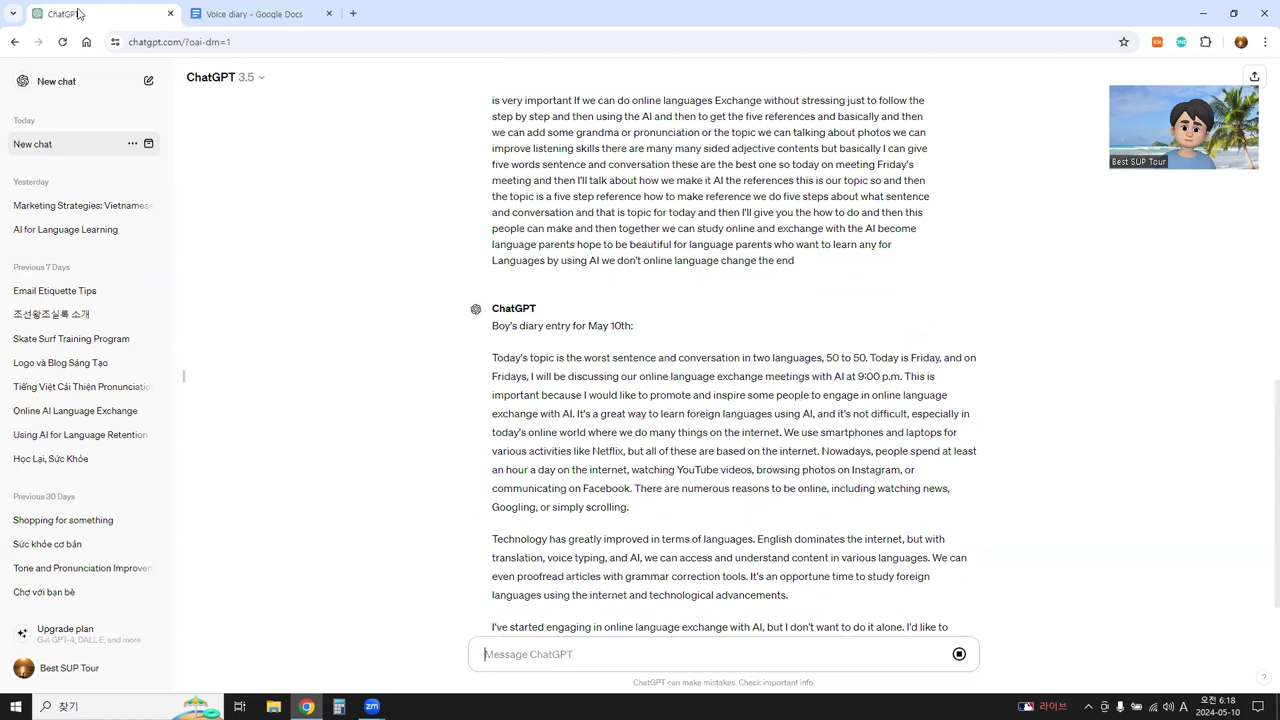 ChatGPT
Voice diary - Google Docs
chatgpt.com/?oai-dm=1
New chat
ChatGPT 3.5
Today
New chat
Yesterday
Marketing Strategies: Vietnamese
AI for Language Learning
Previous 7 Days
Email Etiquette Tips
조선왕조실록 소개
Skate Surf Training Program
Logo và Blog Sáng Tạo
Tiếng Việt Cải Thiện Pronunciation
Online AI Language Exchange
Using AI for Language Retention
Học Lại, Sức Khỏe
Previous 30 Days
Shopping for something
Sức khỏe cơ bản
Tone and Pronunciation Improvem
Chợ với bạn bè
Upgrade plan
Get GPT-4, DALL·E, and more
Best SUP Tour
is very important If we can do online languages Exchange without stressing just to follow the
step by step and then using the AI and then to get the five references and basically and then
we can add some grandma or pronunciation or the topic we can talking about photos we can
improve listening skills there are many many sided adjective contents but basically I can give
five words sentence and conversation these are the best one so today on meeting Friday's
meeting and then I'll talk about how we make it AI the references this is our topic so and then
the topic is a five step reference how to make reference we do five steps about what sentence
and conversation and that is topic for today and then I'll give you the how to do and then this
people can make and then together we can study online and exchange with the AI become
language parents hope to be beautiful for language parents who want to learn any for
Languages by using AI we don't online language change the end
ChatGPT
Boy's diary entry for May 10th:
Today's topic is the worst sentence and conversation in two languages, 50 to 50. Today is Friday, and on
Fridays, I will be discussing our online language exchange meetings with AI at 9:00 p.m. This is
important because I would like to promote and inspire some people to engage in online language
exchange with AI. It's a great way to learn foreign languages using AI, and it's not difficult, especially in
today's online world where we do many things on the internet. We use smartphones and laptops for
various activities like Netflix, but all of these are based on the internet. Nowadays, people spend at least
an hour a day on the internet, watching YouTube videos, browsing photos on Instagram, or
communicating on Facebook. There are numerous reasons to be online, including watching news,
Googling, or simply scrolling.
Technology has greatly improved in terms of languages. English dominates the internet, but with
translation, voice typing, and AI, we can access and understand content in various languages. We can
even proofread articles with grammar correction tools. It's an opportune time to study foreign
languages using the internet and technological advancements.
I've started engaging in online language exchange with AI, but I don't want to do it alone. I'd like to
Message ChatGPT
ChatGPT can make mistakes. Check important info.
?
Best SUP Tour
찾기
zm
라이브
A
오전 6:18
2024-05-10